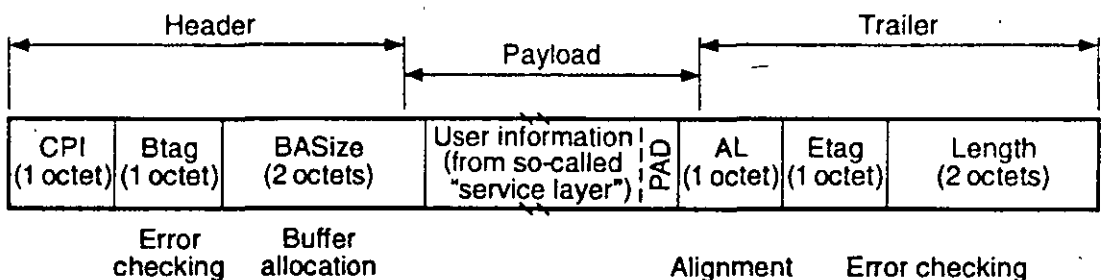 Header
Payload
Trailer
CPI
(1 octet)
Btag
(1 octet)
BASize
(2 octets)
User information
(from so-called
"service layer")
PAD
AL
(1 octet)
Etag
(1 octet)
Length
(2 octets)
Error
checking
Buffer
allocation
Alignment
Error checking